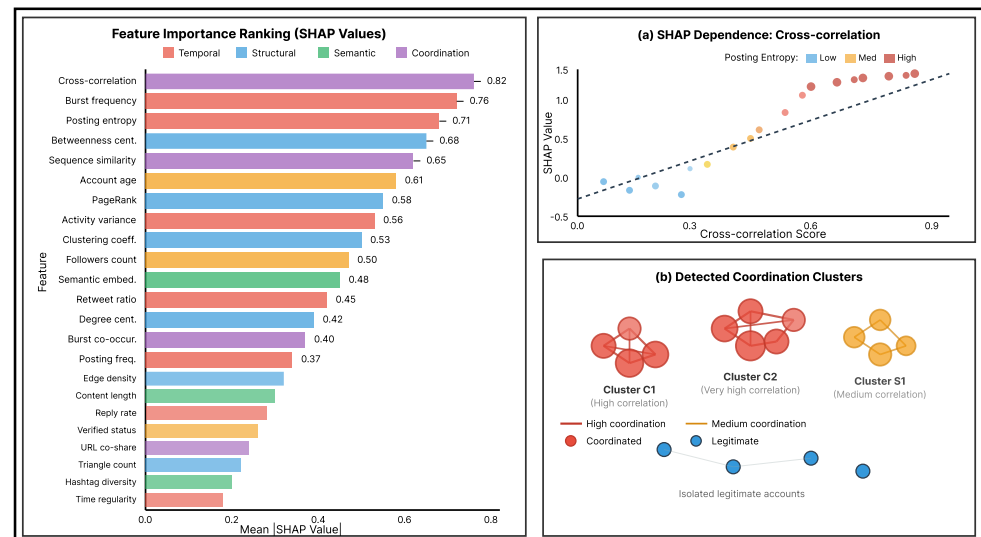 Feature Importance Ranking (SHAP Values)
Temporal Structural Semantic Coordination
Feature
Cross-correlation 0.82
Burst frequency 0.76
Posting entropy 0.71
Betweenness cent. 0.68
Sequence similarity 0.65
Account age 0.61
PageRank 0.58
Activity variance 0.56
Clustering coeff. 0.53
Followers count 0.50
Semantic embed. 0.48
Retweet ratio 0.45
Degree cent. 0.42
Burst co-occur. 0.40
Posting freq. 0.37
Edge density
Content length
Reply rate
Verified status
URL co-share
Triangle count
Hashtag diversity
Time regularity
0.0 0.2 0.4 0.6 0.8
Mean |SHAP Value|
(a) SHAP Dependence: Cross-correlation
Posting Entropy: Low Med High
SHAP Value
1.5
1.0
0.5
0.0
-0.5
0.0 0.3 0.6 0.9
Cross-correlation Score
(b) Detected Coordination Clusters
Cluster C1
(High correlation)
Cluster C2
(Very high correlation)
Cluster S1
(Medium correlation)
High coordination Medium coordination
Coordinated Legitimate
Isolated legitimate accounts